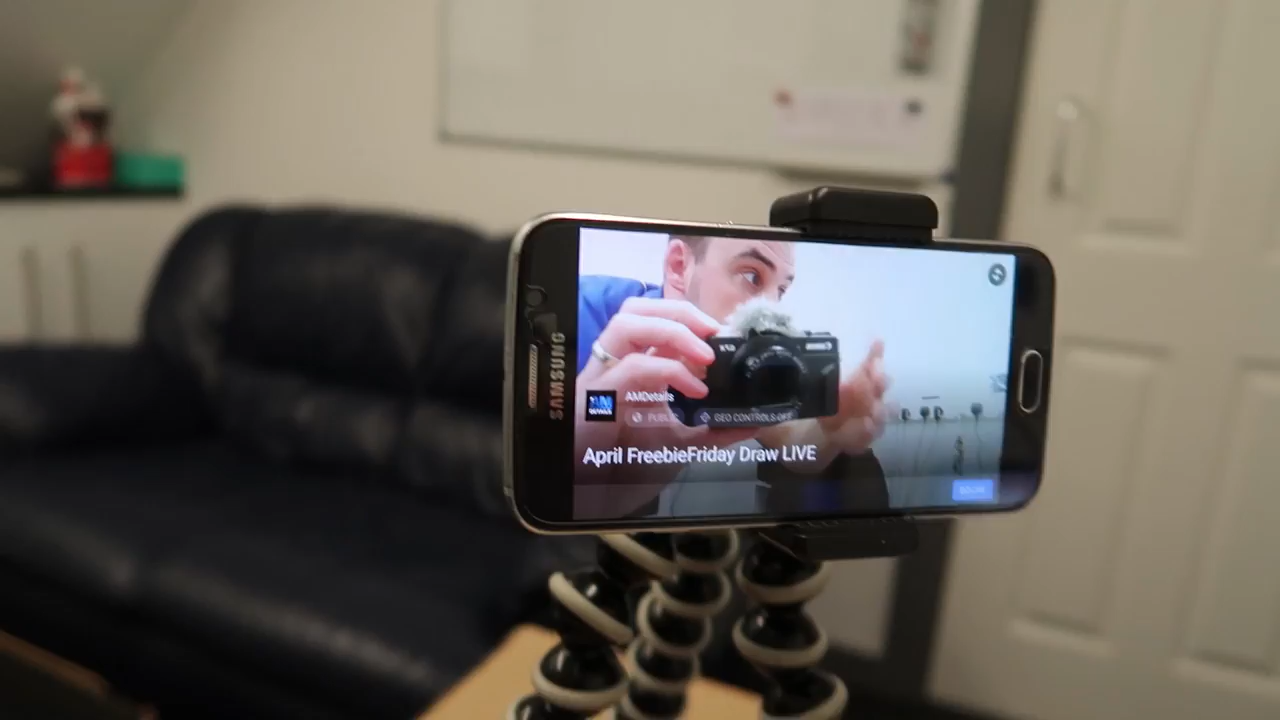 SAMSUNG
AMDetails
PUBLIC
GEO CONTROLS OFF
April FreebieFriday Draw LIVE